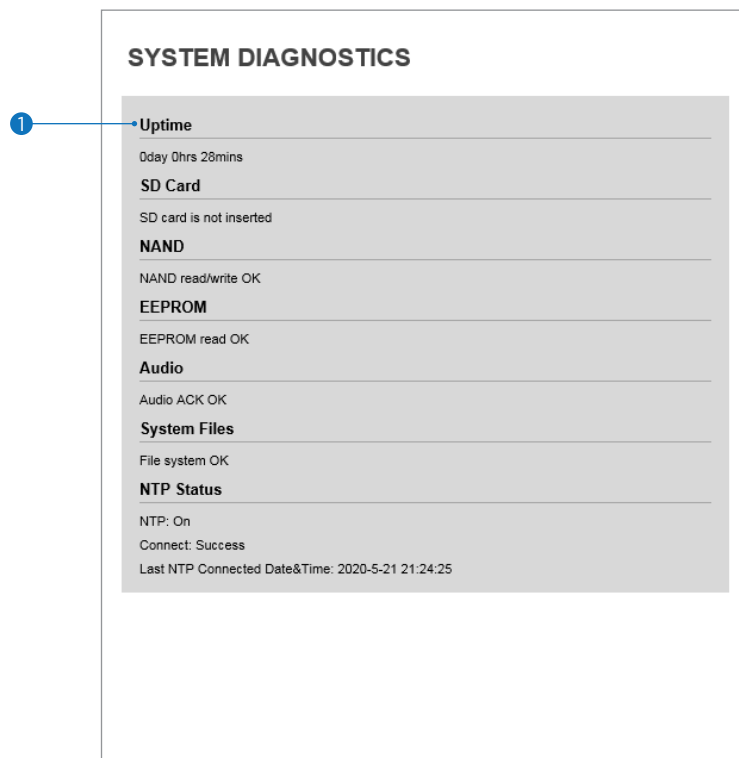 SYSTEM DIAGNOSTICS
1
Uptime
0day 0hrs 28mins
SD Card
SD card is not inserted
NAND
NAND read/write OK
EEPROM
EEPROM read OK
Audio
Audio ACK OK
System Files
File system OK
NTP Status
NTP: On
Connect: Success
Last NTP Connected Date&Time: 2020-5-21 21:24:25